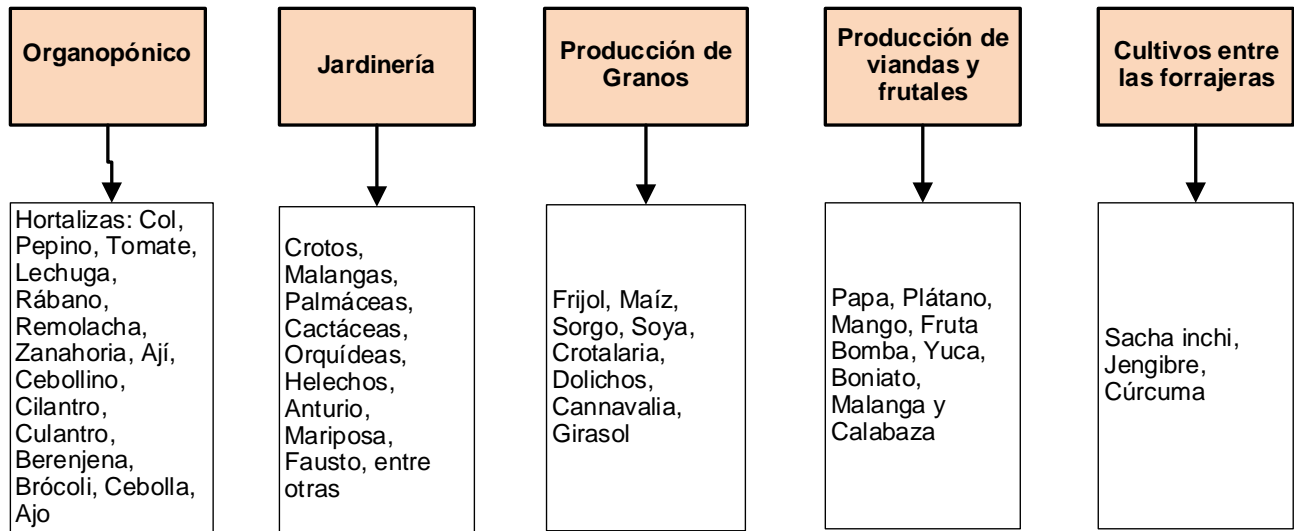 Organopónico
Hortalizas: Col,
Pepino, Tomate,
Lechuga,
Rábano,
Remolacha,
Zanahoria, Ají,
Cebollino,
Cilantro,
Culantro,
Berenjena,
Brócoli, Cebolla,
Ajo
Jardinería
Crotos,
Malangas,
Palmáceas,
Cactáceas,
Orquídeas,
Helechos,
Anturio,
Mariposa,
Fausto, entre
otras
Producción de
Granos
Frijol, Maíz,
Sorgo, Soya,
Crotalaria,
Dolichos,
Cannavalia,
Girasol
Producción de
viandas y
frutales
Papa, Plátano,
Mango, Fruta
Bomba, Yuca,
Boniato,
Malanga y
Calabaza
Cultivos entre
las forrajeras
Sacha inchi,
Jengibre,
Cúrcuma